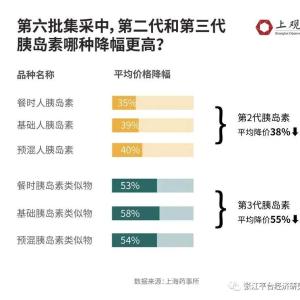 第六批集采中，第二代和第三代
胰岛素哪种降幅更高？
上观
品种名称
平均价格降幅
餐时人胰岛素
35%
基础人胰岛素
39%
预混人胰岛素
40%
第2代胰岛素
平均降价38%
餐时胰岛素类似物
53%
基础胰岛素类似物
58%
预混胰岛素类似物
54%
第3代胰岛素
平均降价55%
数据来源：上海药事所
张江平台经济研究